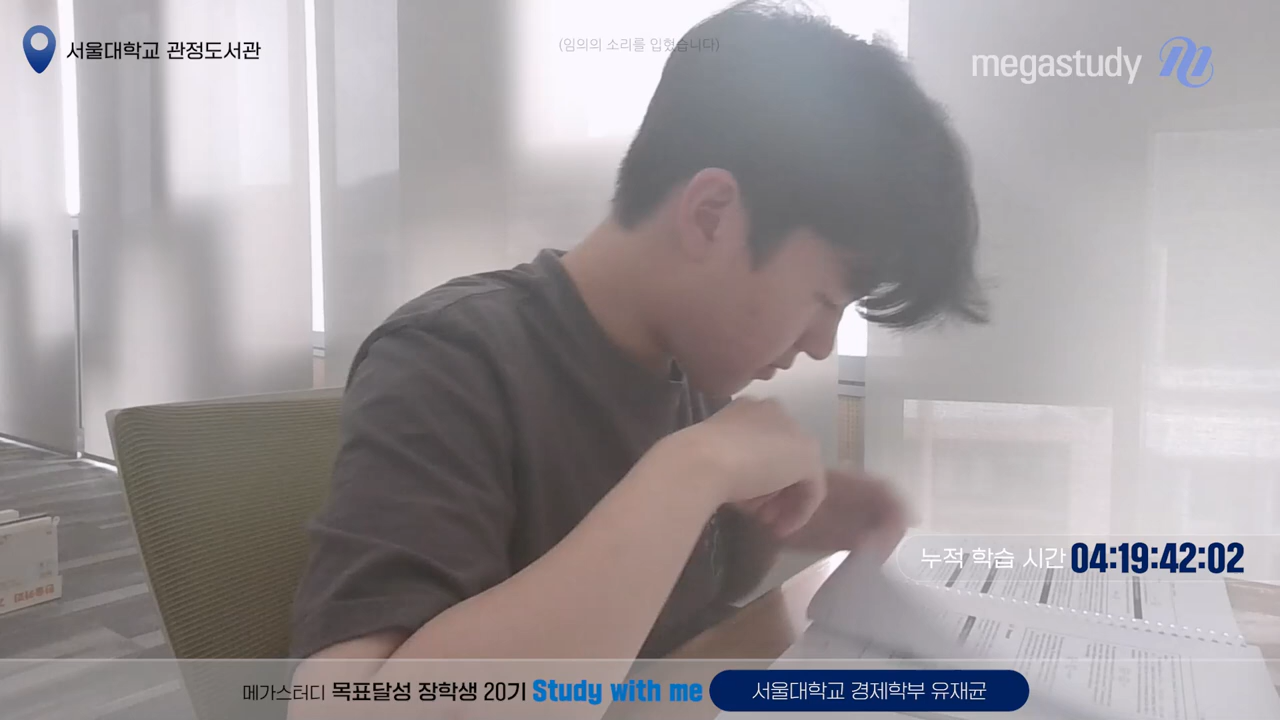 서울대학교 관정도서관
(임의의 소리를 입혔습니다)
megastudy
누적 학습 시간 04:19:42:02
메가스터디 목표달성 장학생 20기 Study with me
서울대학교 경제학부 유재균